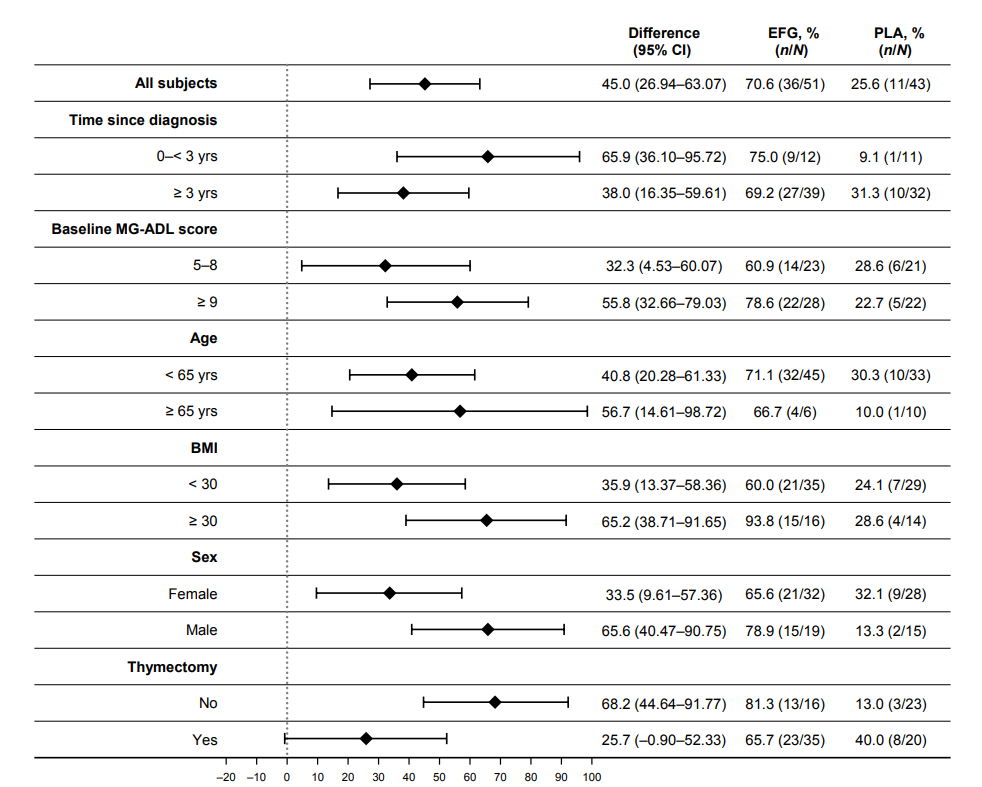 Difference EFG, % PLA, %
(95% CI) (n/N) (n/N)
All subjects 45.0 (26.94–63.07) 70.6 (36/51) 25.6 (11/43)
Time since diagnosis
0–< 3 yrs 65.9 (36.10–95.72) 75.0 (9/12) 9.1 (1/11)
≥ 3 yrs 38.0 (16.35–59.61) 69.2 (27/39) 31.3 (10/32)
Baseline MG-ADL score
5–8 32.3 (4.53–60.07) 60.9 (14/23) 28.6 (6/21)
≥ 9 55.8 (32.66–79.03) 78.6 (22/28) 22.7 (5/22)
Age
< 65 yrs 40.8 (20.28–61.33) 71.1 (32/45) 30.3 (10/33)
≥ 65 yrs 56.7 (14.61–98.72) 66.7 (4/6) 10.0 (1/10)
BMI
< 30 35.9 (13.37–58.36) 60.0 (21/35) 24.1 (7/29)
≥ 30 65.2 (38.71–91.65) 93.8 (15/16) 28.6 (4/14)
Sex
Female 33.5 (9.61–57.36) 65.6 (21/32) 32.1 (9/28)
Male 65.6 (40.47–90.75) 78.9 (15/19) 13.3 (2/15)
Thymectomy
No 68.2 (44.64–91.77) 81.3 (13/16) 13.0 (3/23)
Yes 25.7 (–0.90–52.33) 65.7 (23/35) 40.0 (8/20)
–20 –10 0 10 20 30 40 50 60 70 80 90 100